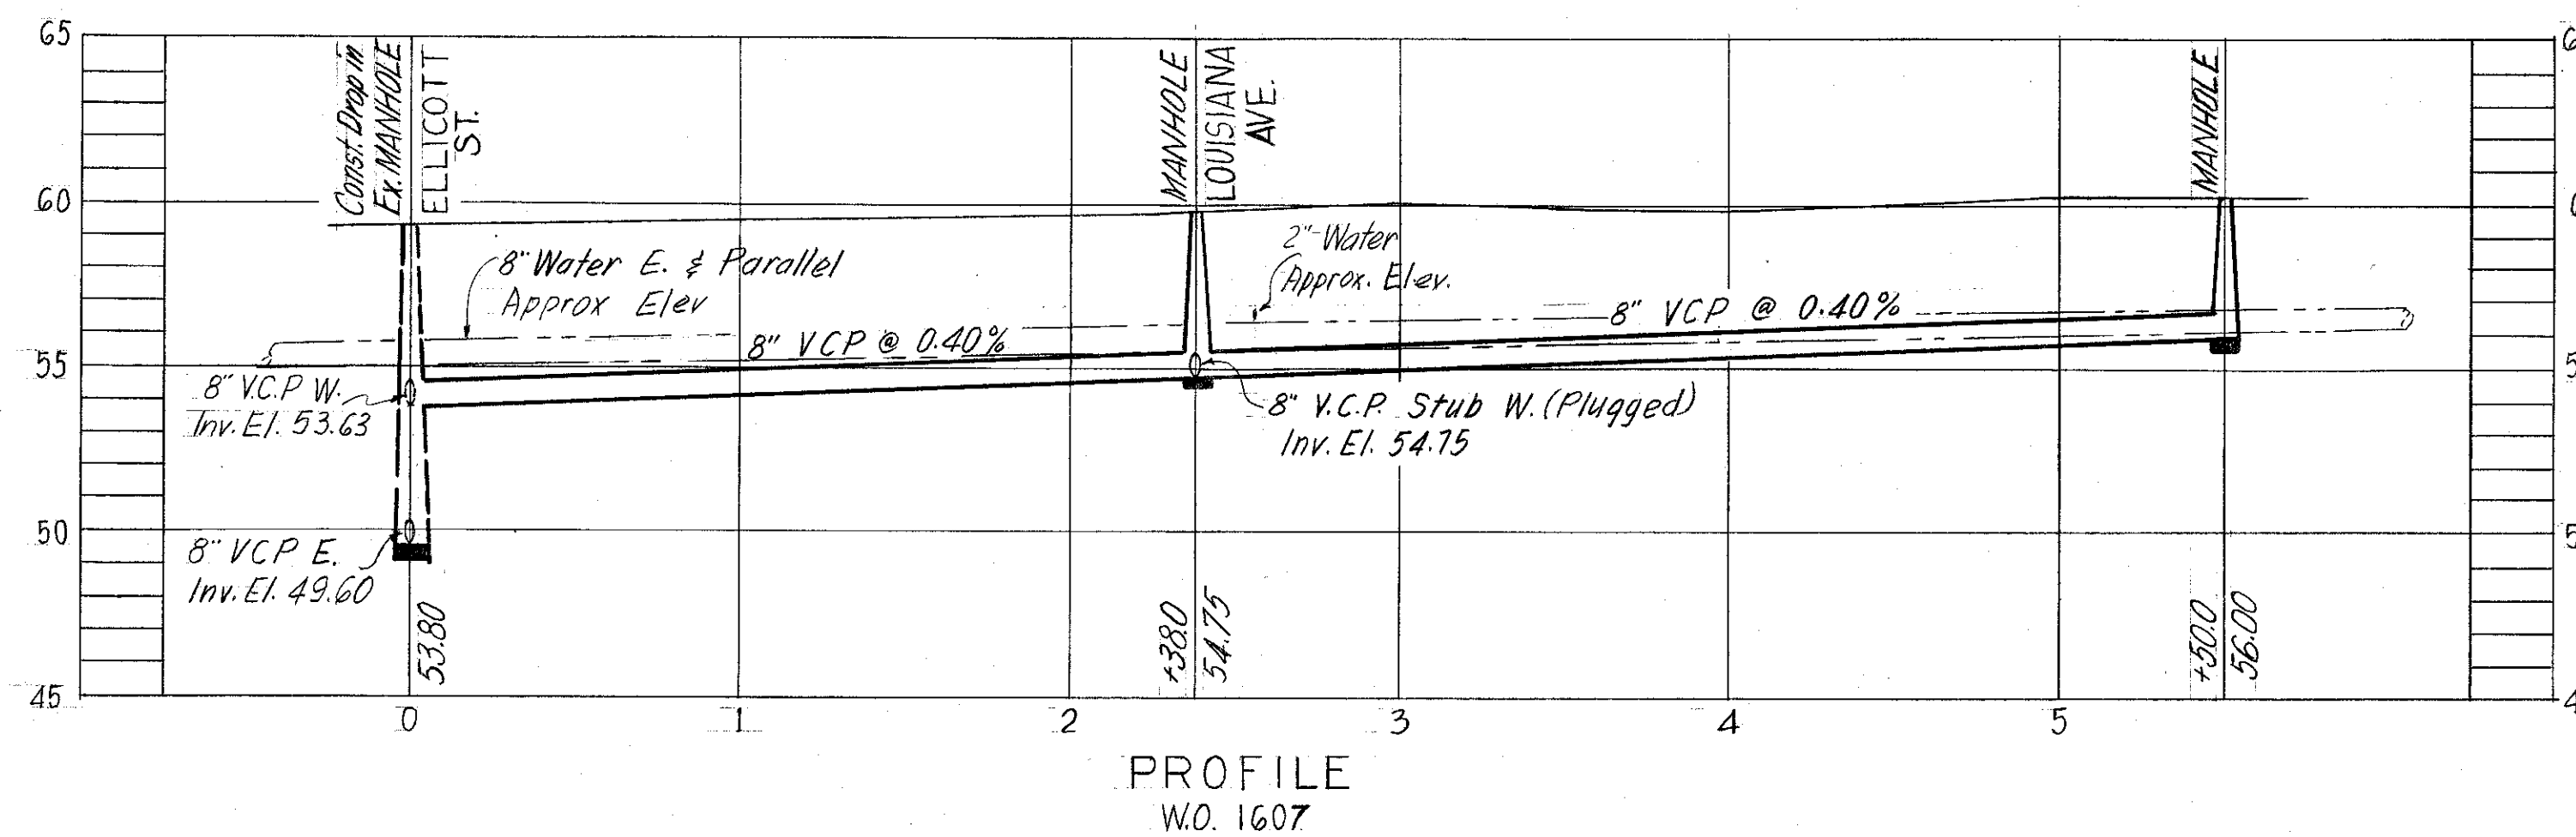 65
60
55
50
45
Const. Drop in
Ex. MANHOLE
ELLICOTT
ST.
MANHOLE
LOUISIANA
AVE.
MANHOLE
8" Water E. & Parallel
Approx Elev
2" Water
Approx. Elev.
8" VCP @ 0.40%
8" VCP @ 0.40%
8" V.C.P W.
Inv. El. 53.63
8" V.C.P. Stub W. (Plugged)
Inv. El. 54.75
8" VCP E.
Inv. El. 49.60
53.80
+38.0
54.75
+50.0
56.00
0 1 2 3 4 5
PROFILE
W.O. 1607